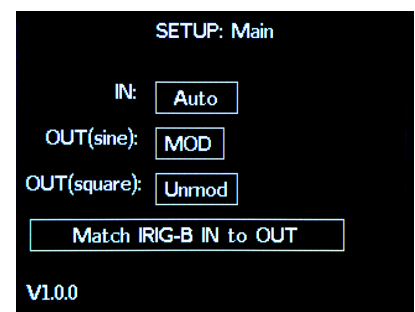 SETUP: Main
IN: Auto
OUT(sine): MOD
OUT(square): Unmod
Match IRIG-B IN to OUT
V1.0.0